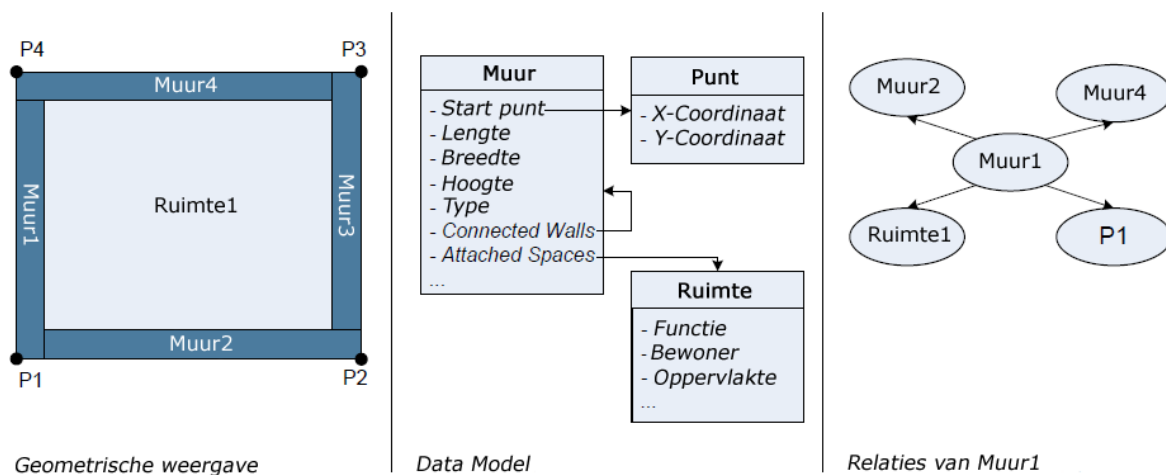 P4
P3
Muur4
Muur1
Ruimte1
Muur3
Muur2
P1
P2
Geometrische weergave
Muur
- Start punt
- Lengte
- Breedte
- Hoogte
- Type
- Connected Walls
- Attached Spaces
...
Punt
- X-Coordinaat
- Y-Coordinaat
Ruimte
- Functie
- Bewoner
- Oppervlakte
...
Data Model
Muur2
Muur4
Muur1
Ruimte1
P1
Relaties van Muur1